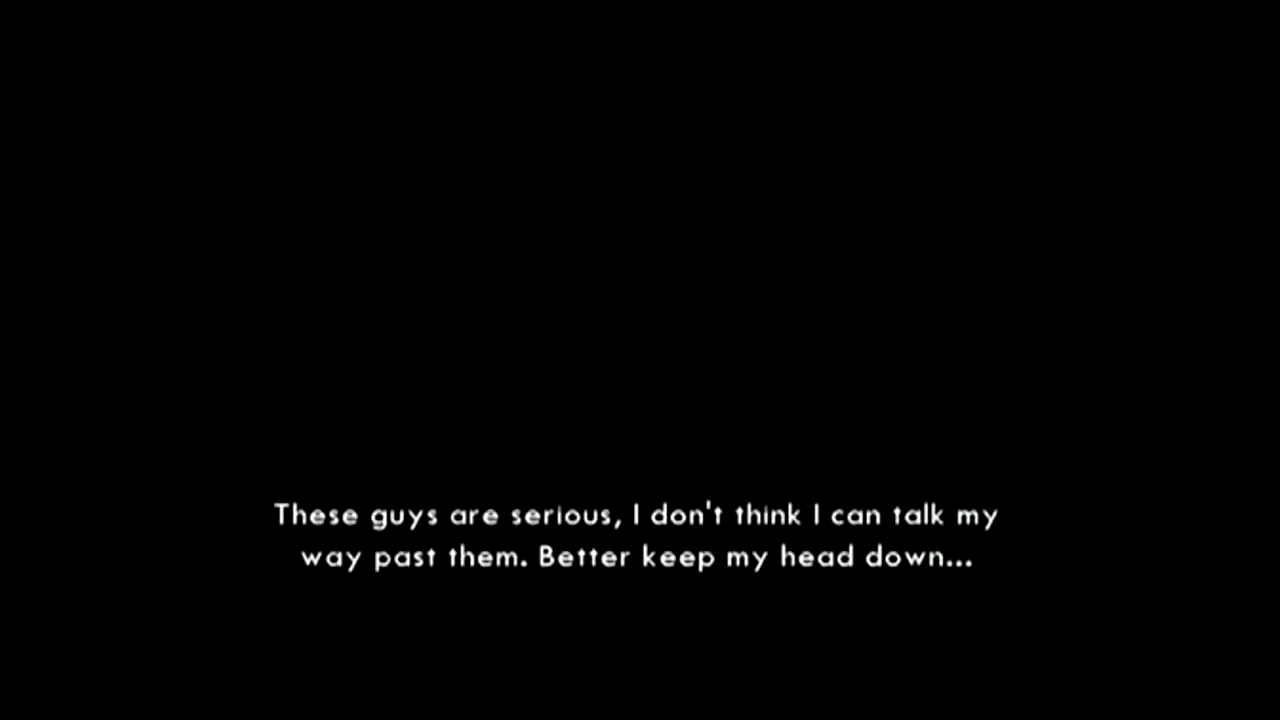 These guys are serious, I don't think I can talk my
way past them. Better keep my head down...